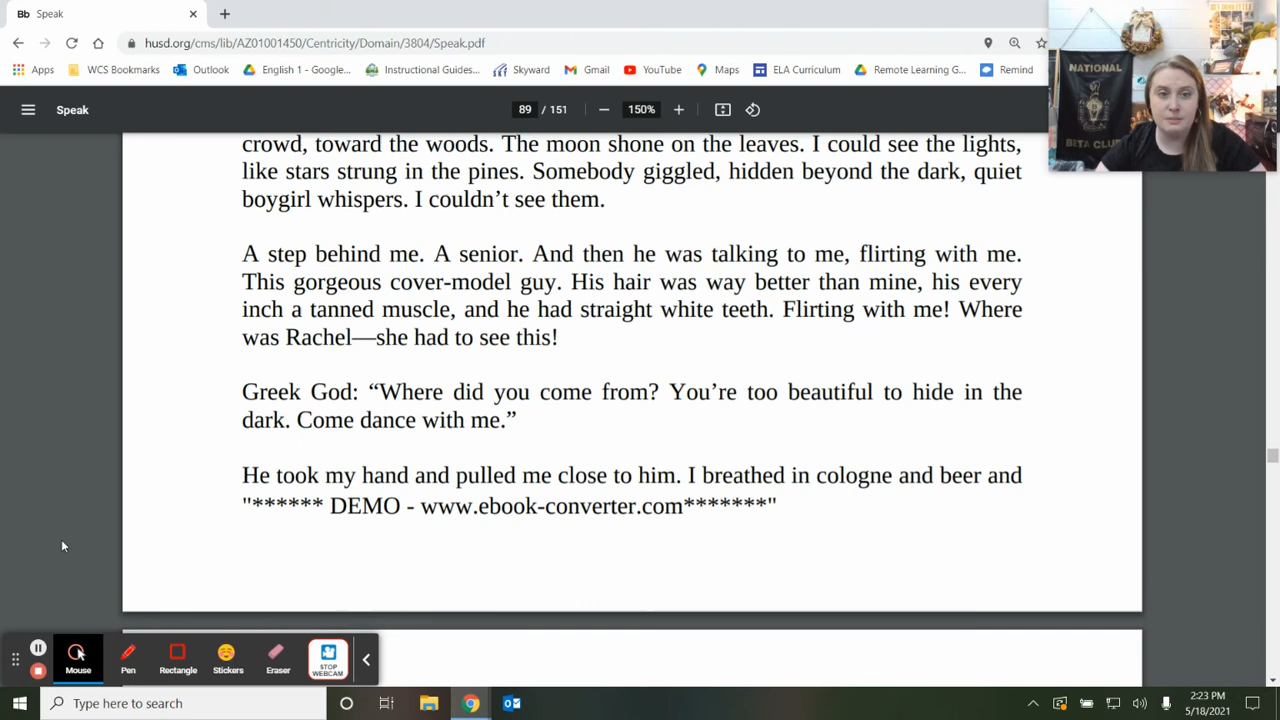 Bb Speak
husd.org/cms/lib/AZ01001450/Centricity/Domain/3804/Speak.pdf
Apps WCS Bookmarks Outlook English 1 - Google... Instructional Guides... Skyward Gmail YouTube Maps ELA Curriculum Remote Learning G... Remind
Speak 89 / 151 150%
NATIONAL
BETA CLUB
crowd, toward the woods. The moon shone on the leaves. I could see the lights,
like stars strung in the pines. Somebody giggled, hidden beyond the dark, quiet
boygirl whispers. I couldn’t see them.
A step behind me. A senior. And then he was talking to me, flirting with me.
This gorgeous cover-model guy. His hair was way better than mine, his every
inch a tanned muscle, and he had straight white teeth. Flirting with me! Where
was Rachel—she had to see this!
Greek God: “Where did you come from? You’re too beautiful to hide in the
dark. Come dance with me.”
He took my hand and pulled me close to him. I breathed in cologne and beer and
"****** DEMO - www.ebook-converter.com*******"
Mouse Pen Rectangle Stickers Eraser STOP
WEBCAM
Type here to search
2:23 PM
5/18/2021